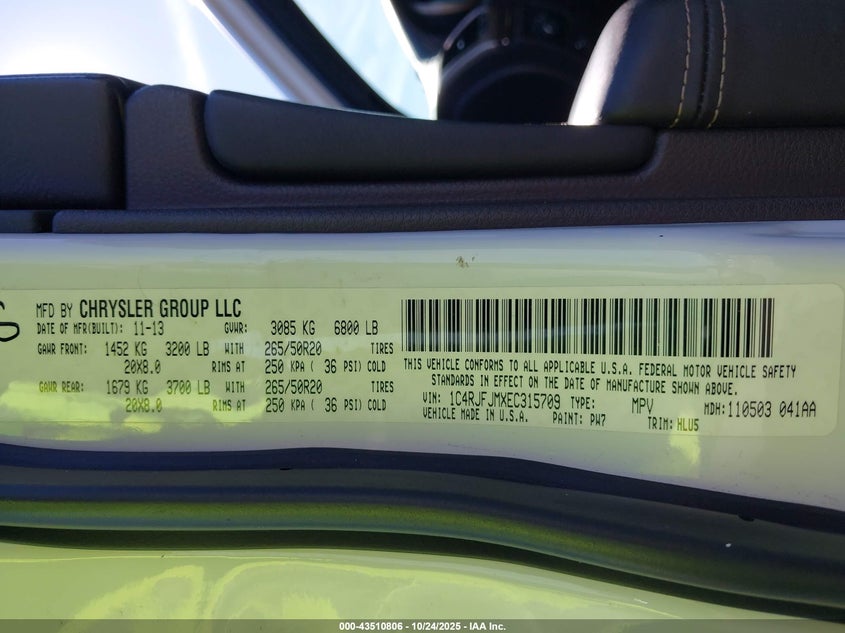 MFD BY CHRYSLER GROUP LLC
DATE OF MFR(BUILT): 11-13 GVWR: 3085 KG 6800 LB
GAWR FRONT: 1452 KG 3200 LB WITH 265/50R20 TIRES
20X8.0 RIMS AT 250 KPA ( 36 PSI) COLD
GAWR REAR: 1679 KG 3700 LB WITH 265/50R20 TIRES
20X8.0 RIMS AT 250 KPA ( 36 PSI) COLD
THIS VEHICLE CONFORMS TO ALL APPLICABLE U.S.A. FEDERAL MOTOR VEHICLE SAFETY
STANDARDS IN EFFECT ON THE DATE OF MANUFACTURE SHOWN ABOVE.
VIN: 1C4RJFJMXEC315709 TYPE: MPV MDH: 110503 041AA
VEHICLE MADE IN U.S.A. PAINT: PW7 TRIM: HLU5
000-43510806 - 10/24/2025 - IAA Inc.